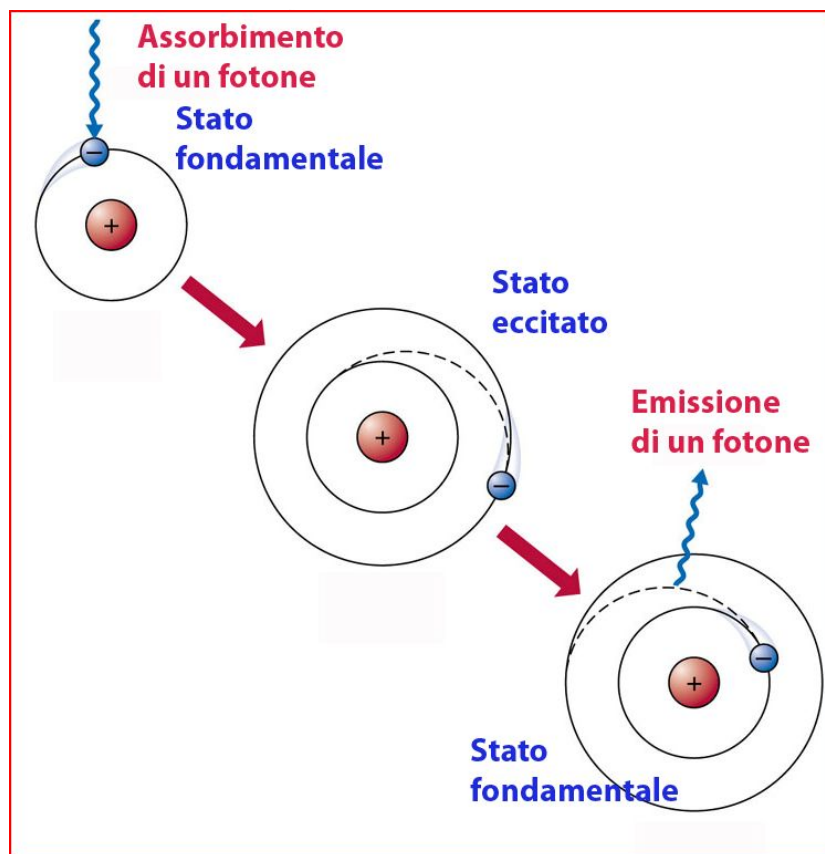 Assorbimento
di un fotone
Stato
fondamentale
−
+
Stato
eccitato
+
−
Emissione
di un fotone
−
+
Stato
fondamentale